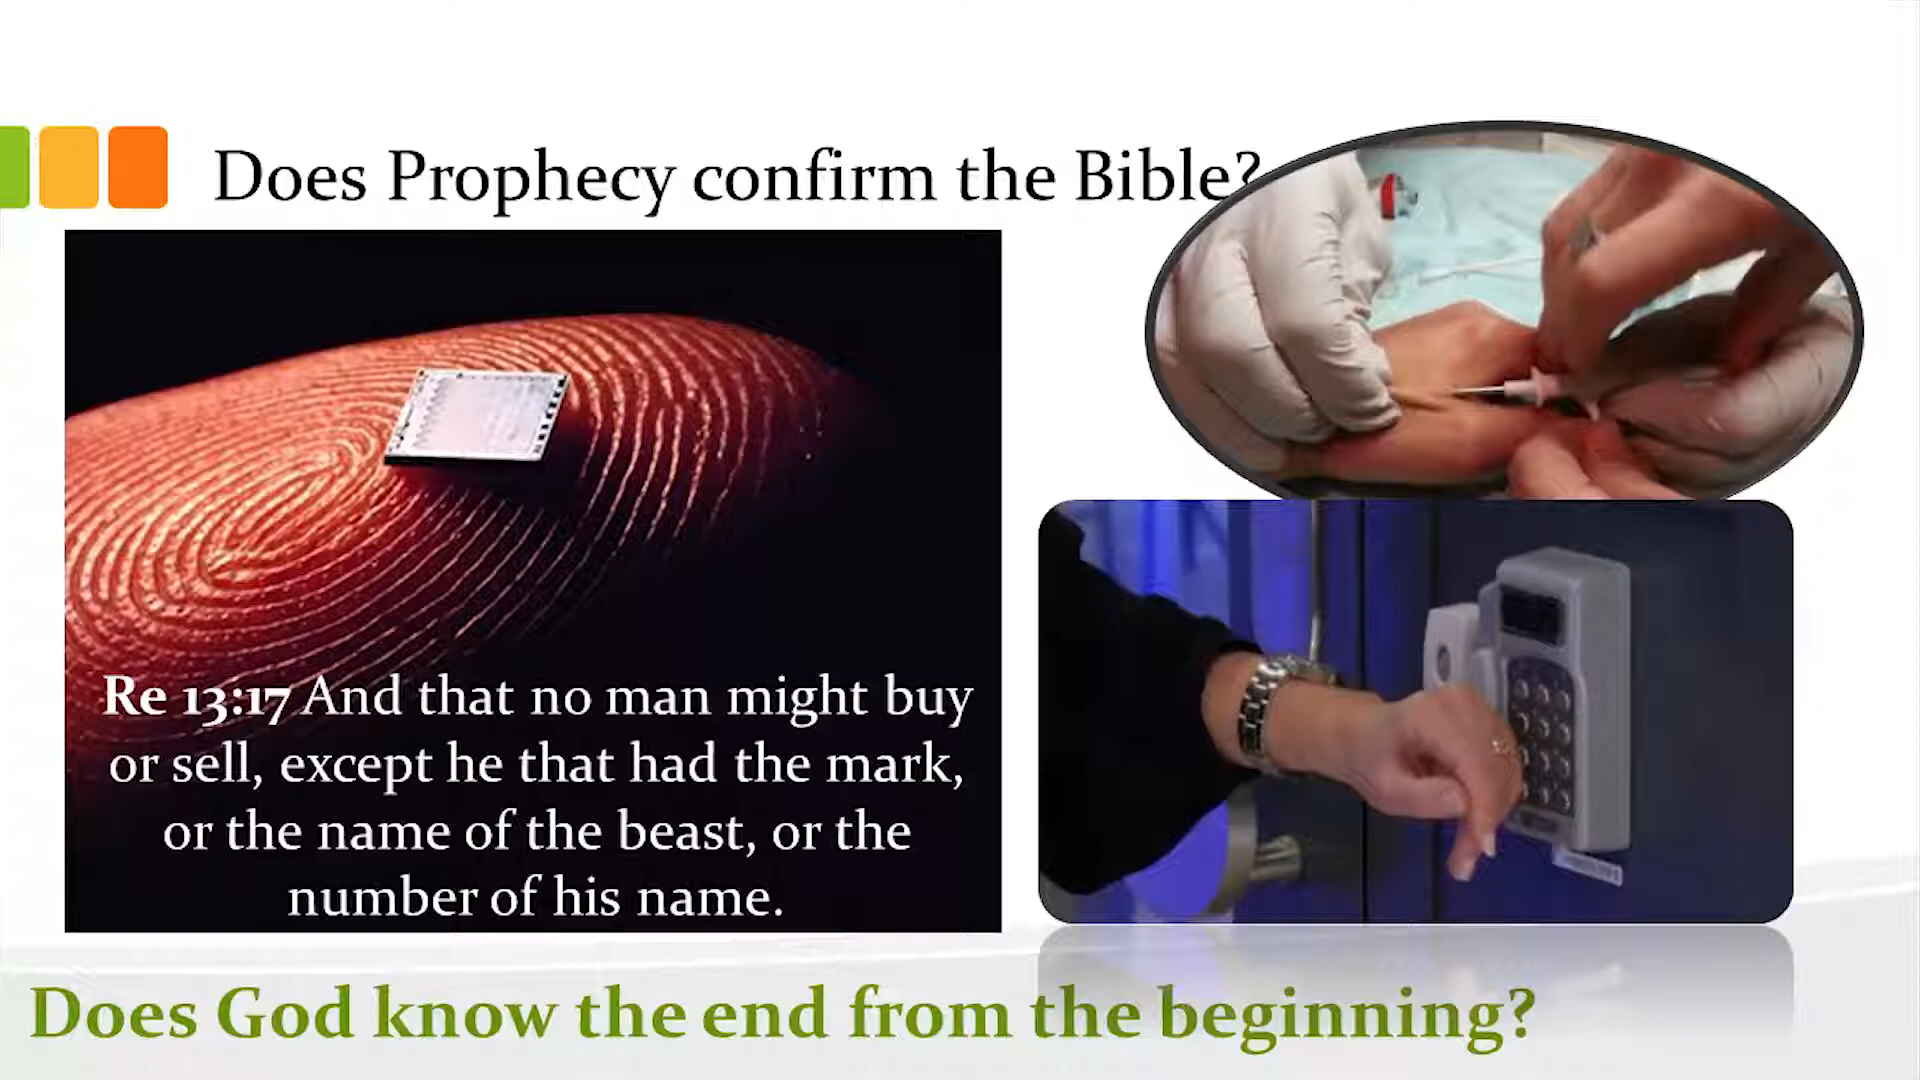 Does Prophecy confirm the Bible?
Re 13:17 And that no man might buy
or sell, except he that had the mark,
or the name of the beast, or the
number of his name.
Does God know the end from the beginning?